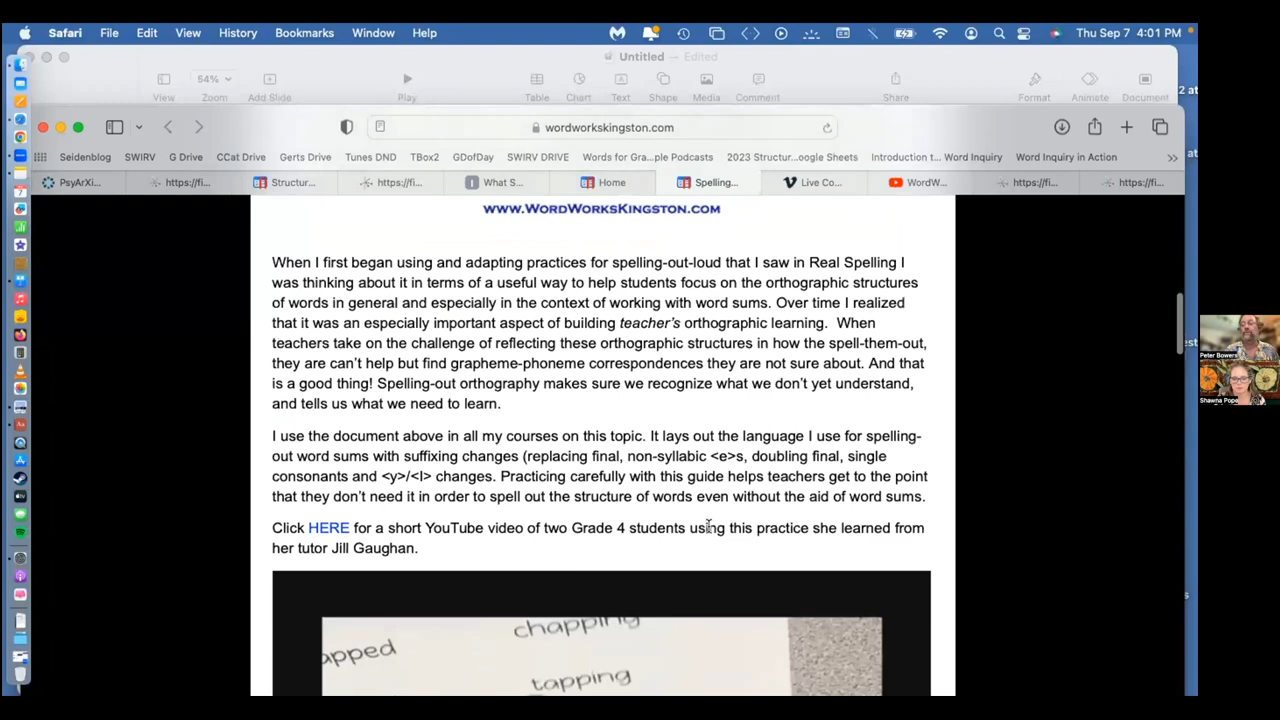 Safari File Edit View History Bookmarks Window Help Thu Sep 7 4:01 PM
Untitled — Edited
54%
View Zoom Add Slide Play Table Chart Text Shape Media Comment Share Format Animate Document
2 at
wordworkskingston.com
Seidenblog SWIRV G Drive CCat Drive Gerts Drive Tunes DND TBox2 GDofDay SWIRV DRIVE Words for Gra...ple Podcasts 2023 Structur...oogle Sheets Introduction t... Word Inquiry Word Inquiry in Action
at
PsyArXi... https://fi... Structur... https://fi... What S... Home Spelling... Live Co... WordW... https://fi... https://fi...
www.WordWorksKingston.com
When I first began using and adapting practices for spelling-out-loud that I saw in Real Spelling I
was thinking about it in terms of a useful way to help students focus on the orthographic structures
of words in general and especially in the context of working with word sums. Over time I realized
that it was an especially important aspect of building teacher's orthographic learning. When
teachers take on the challenge of reflecting these orthographic structures in how the spell-them-out,
they are can't help but find grapheme-phoneme correspondences they are not sure about. And that
is a good thing! Spelling-out orthography makes sure we recognize what we don't yet understand,
and tells us what we need to learn.
I use the document above in all my courses on this topic. It lays out the language I use for spelling-
out word sums with suffixing changes (replacing final, non-syllabic <e>s, doubling final, single
consonants and <y>/<I> changes. Practicing carefully with this guide helps teachers get to the point
that they don't need it in order to spell out the structure of words even without the aid of word sums.
Click HERE for a short YouTube video of two Grade 4 students using this practice she learned from
her tutor Jill Gaughan.
chapping
apped
tapping
Peter Bowers
Shawna Pope